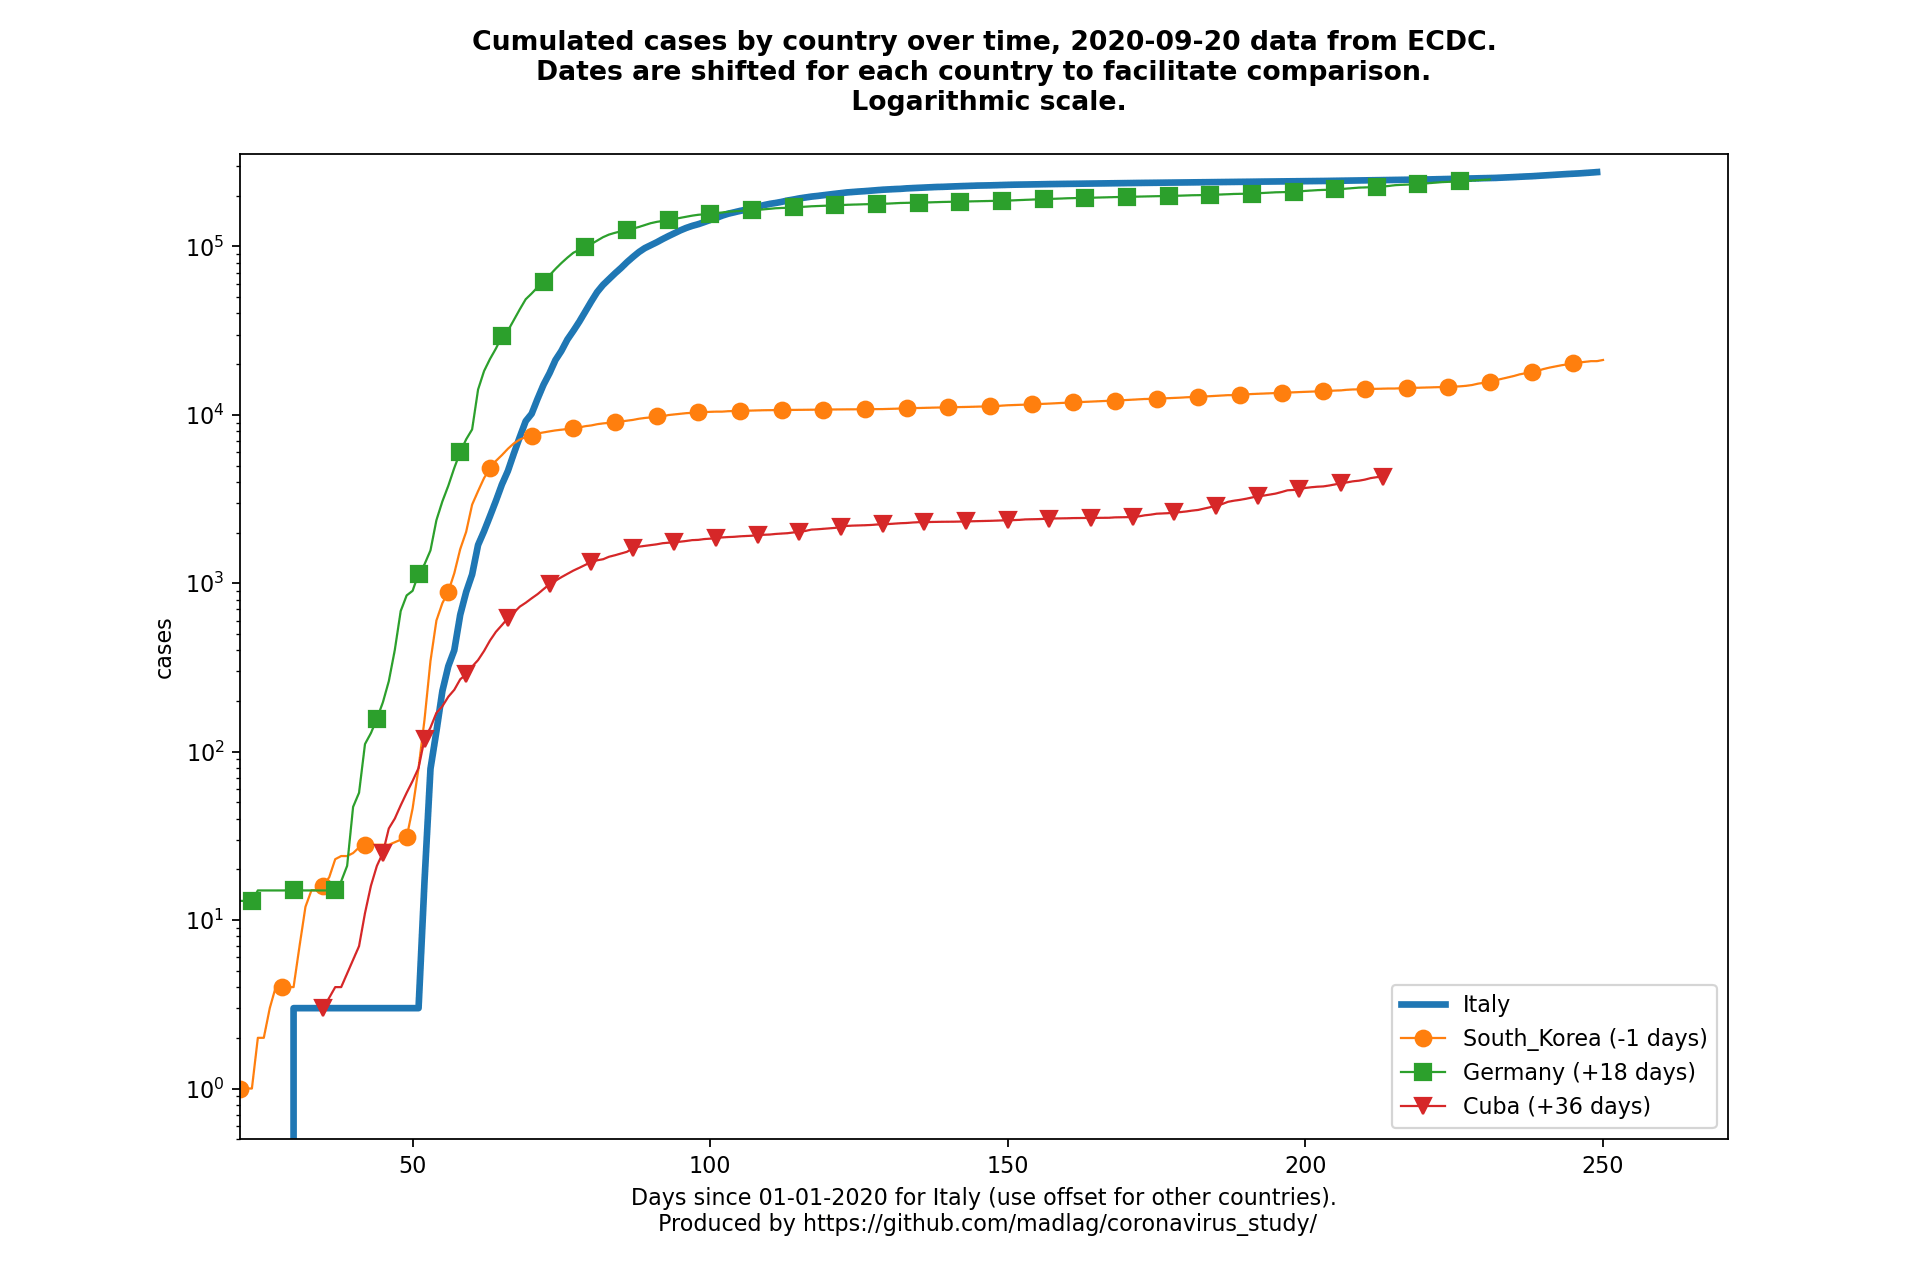 Cumulated cases by country over time, 2020-09-20 data from ECDC.
Dates are shifted for each country to facilitate comparison.
Logarithmic scale.
10^5
10^4
10^3
10^2
10^1
10^0
cases
50
100
150
200
250
Italy
South_Korea (-1 days)
Germany (+18 days)
Cuba (+36 days)
Days since 01-01-2020 for Italy (use offset for other countries).
Produced by https://github.com/madlag/coronavirus_study/